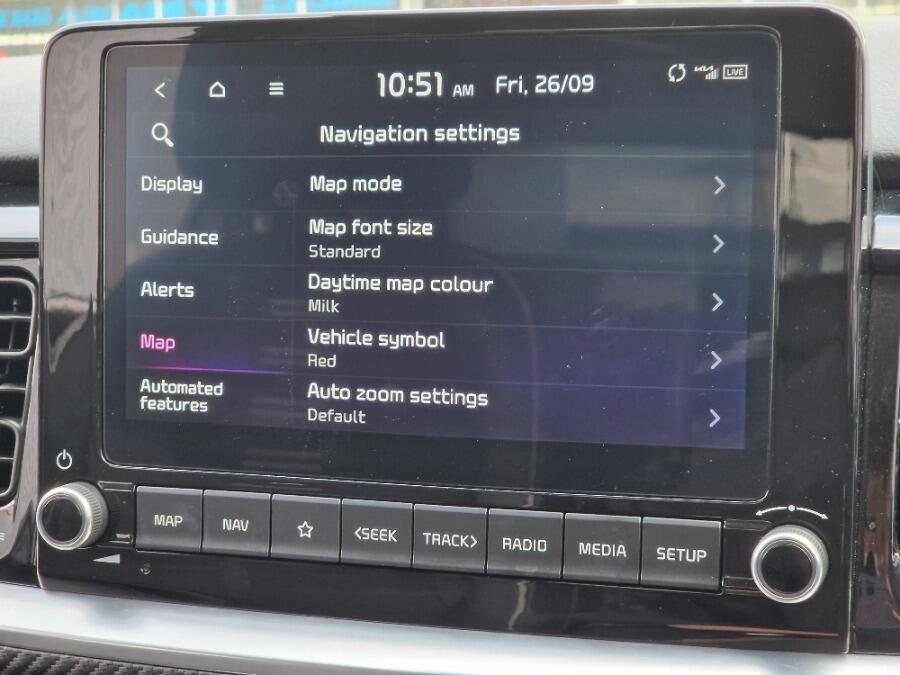 10:51 AM Fri, 26/09 LIVE
Navigation settings
Display
Map mode
Guidance
Map font size
Standard
Alerts
Daytime map colour
Milk
Map
Vehicle symbol
Red
Automated
features
Auto zoom settings
Default
MAP NAV <SEEK TRACK> RADIO MEDIA SETUP